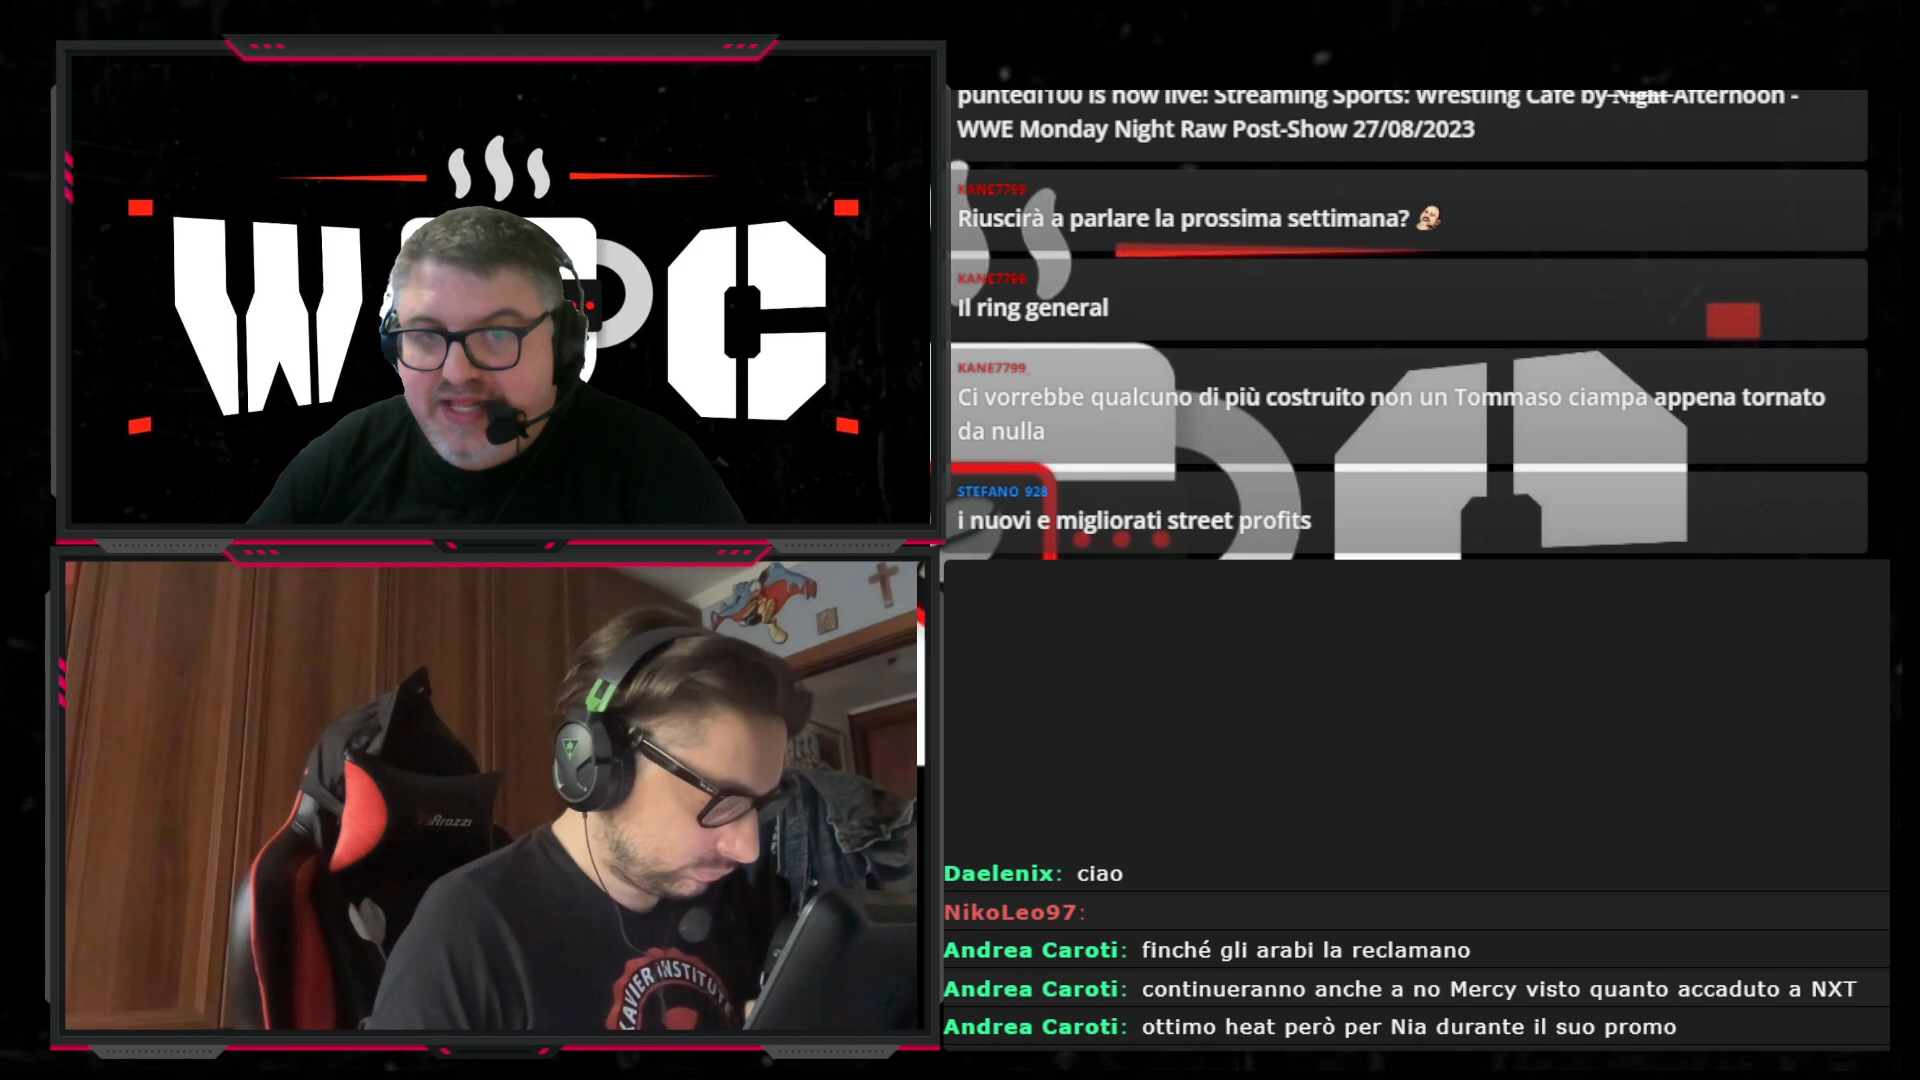 W C
puntedi100 is now live! Streaming Sports: Wrestling Cafè by Night Afternoon -
WWE Monday Night Raw Post-Show 27/08/2023
KANE7799
Riuscirà a parlare la prossima settimana?
KANE7799
Il ring general
KANE7799
Ci vorrebbe qualcuno di più costruito non un Tommaso ciampa appena tornato
da nulla
STEFANO 928
i nuovi e migliorati street profits
Arozzi
XAVIER INSTITUT
Daelenix: ciao
NikoLeo97:
Andrea Caroti: finché gli arabi la reclamano
Andrea Caroti: continueranno anche a no Mercy visto quanto accaduto a NXT
Andrea Caroti: ottimo heat però per Nia durante il suo promo